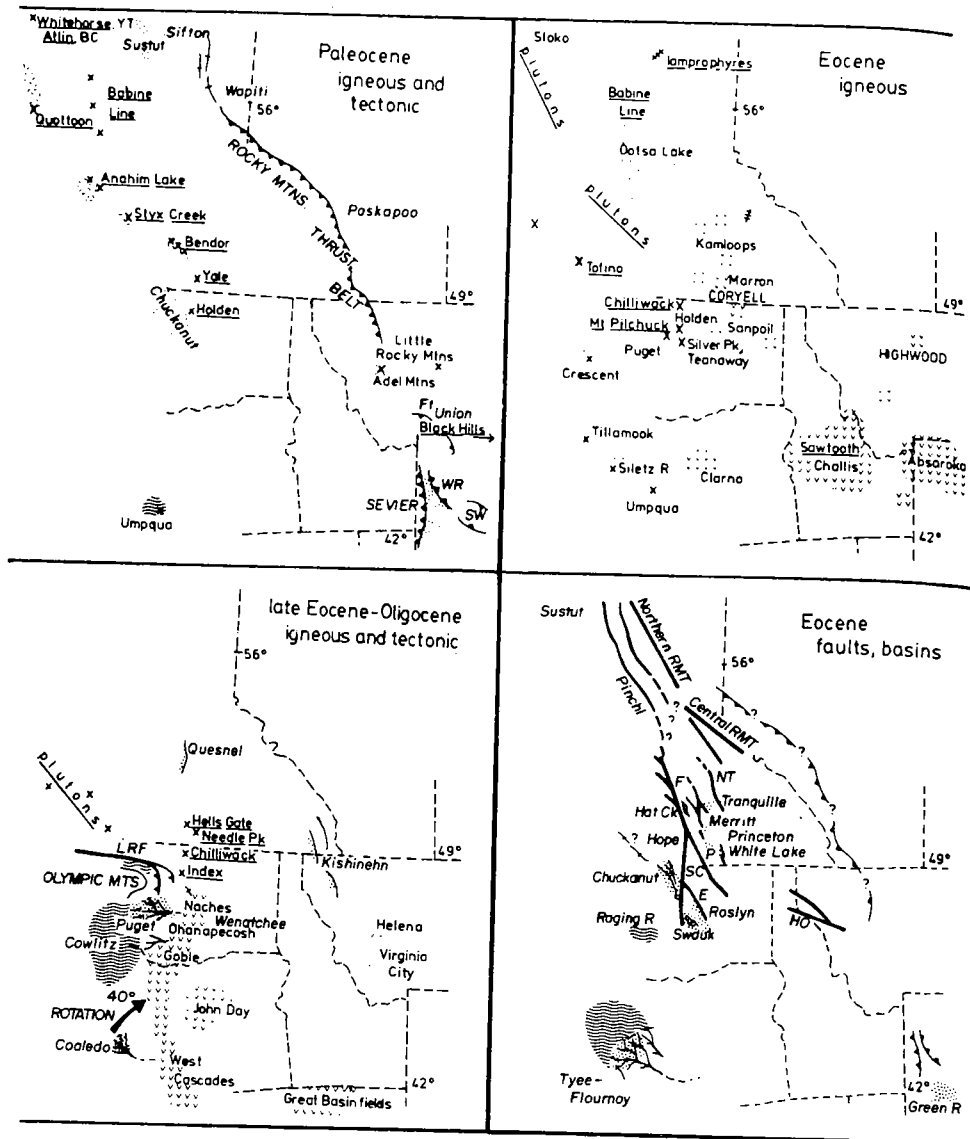 Whitehorse, YT
Atlin, BC
Sustut
Sifton
Paleocene
igneous and
tectonic
Wapiti
56°
Babine
Line
Quottoon
ROCKY MTNS.
THRUST
BELT
Anahim Lake
Paskapoo
Styx Creek
Bendor
Yale
49°
Chuckanut
Holden
Little
Rocky Mtns
Adel Mtns
Ft Union
Black Hills
WR
SEVIER
SW
Umpqua
42°
Sloko
lamprophyres
Eocene
igneous
plutons
Babine
Line
56°
Ootsa Lake
plutons
Kamloops
Tofino
Marron
49°
Chilliwack
CORYELL
Holden
Mt Pilchuck
Sanpoil
Puget
Silver Pk,
Teanaway
HIGHWOOD
Crescent
Tillamook
Sawtooth
Challis
Absaroka
Siletz R
Clarno
Umpqua
42°
late Eocene-Oligocene
igneous and tectonic
56°
Quesnel
plutons
Hells Gate
Needle Pk
49°
LRF
Chilliwack
Kishinehn
Index
OLYMPIC MTS
Naches
Puget
Wenatchee
Ohanapecosh
Helena
Cowlitz
Goble
Virginia
City
40°
ROTATION
John Day
Coaledo
West
Cascades
42°
Great Basin fields
Sustut
Northern RMT
Eocene
faults, basins
56°
Pinchi
?
?
?
?
Central RMT
?
?
F
NT
Tranquille
Hat Ck
Merritt
Hope
Princeton
?
P
White Lake
49°
Chuckanut
SC
E
?
Raging R
Roslyn
HO
Swauk
Tyee-
Flournoy
42°
Green R